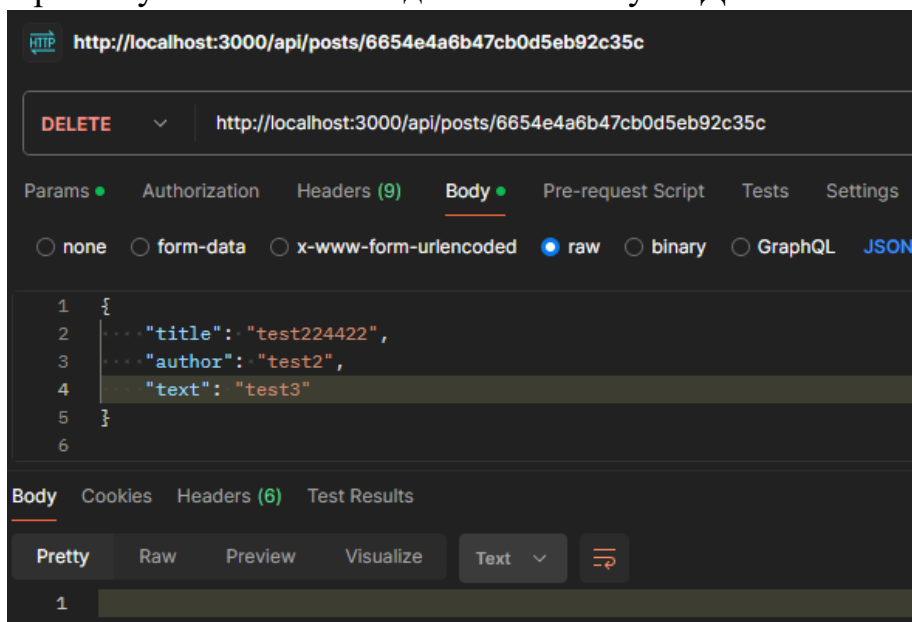 HTTP http://localhost:3000/api/posts/6654e4a6b47cb0d5eb92c35c
DELETE http://localhost:3000/api/posts/6654e4a6b47cb0d5eb92c35c
Params Authorization Headers (9) Body Pre-request Script Tests Settings
none form-data x-www-form-urlencoded raw binary GraphQL JSON
1 {
2 "title": "test224422",
3 "author": "test2",
4 "text": "test3"
5 }
6
Body Cookies Headers (6) Test Results
Pretty Raw Preview Visualize Text
1